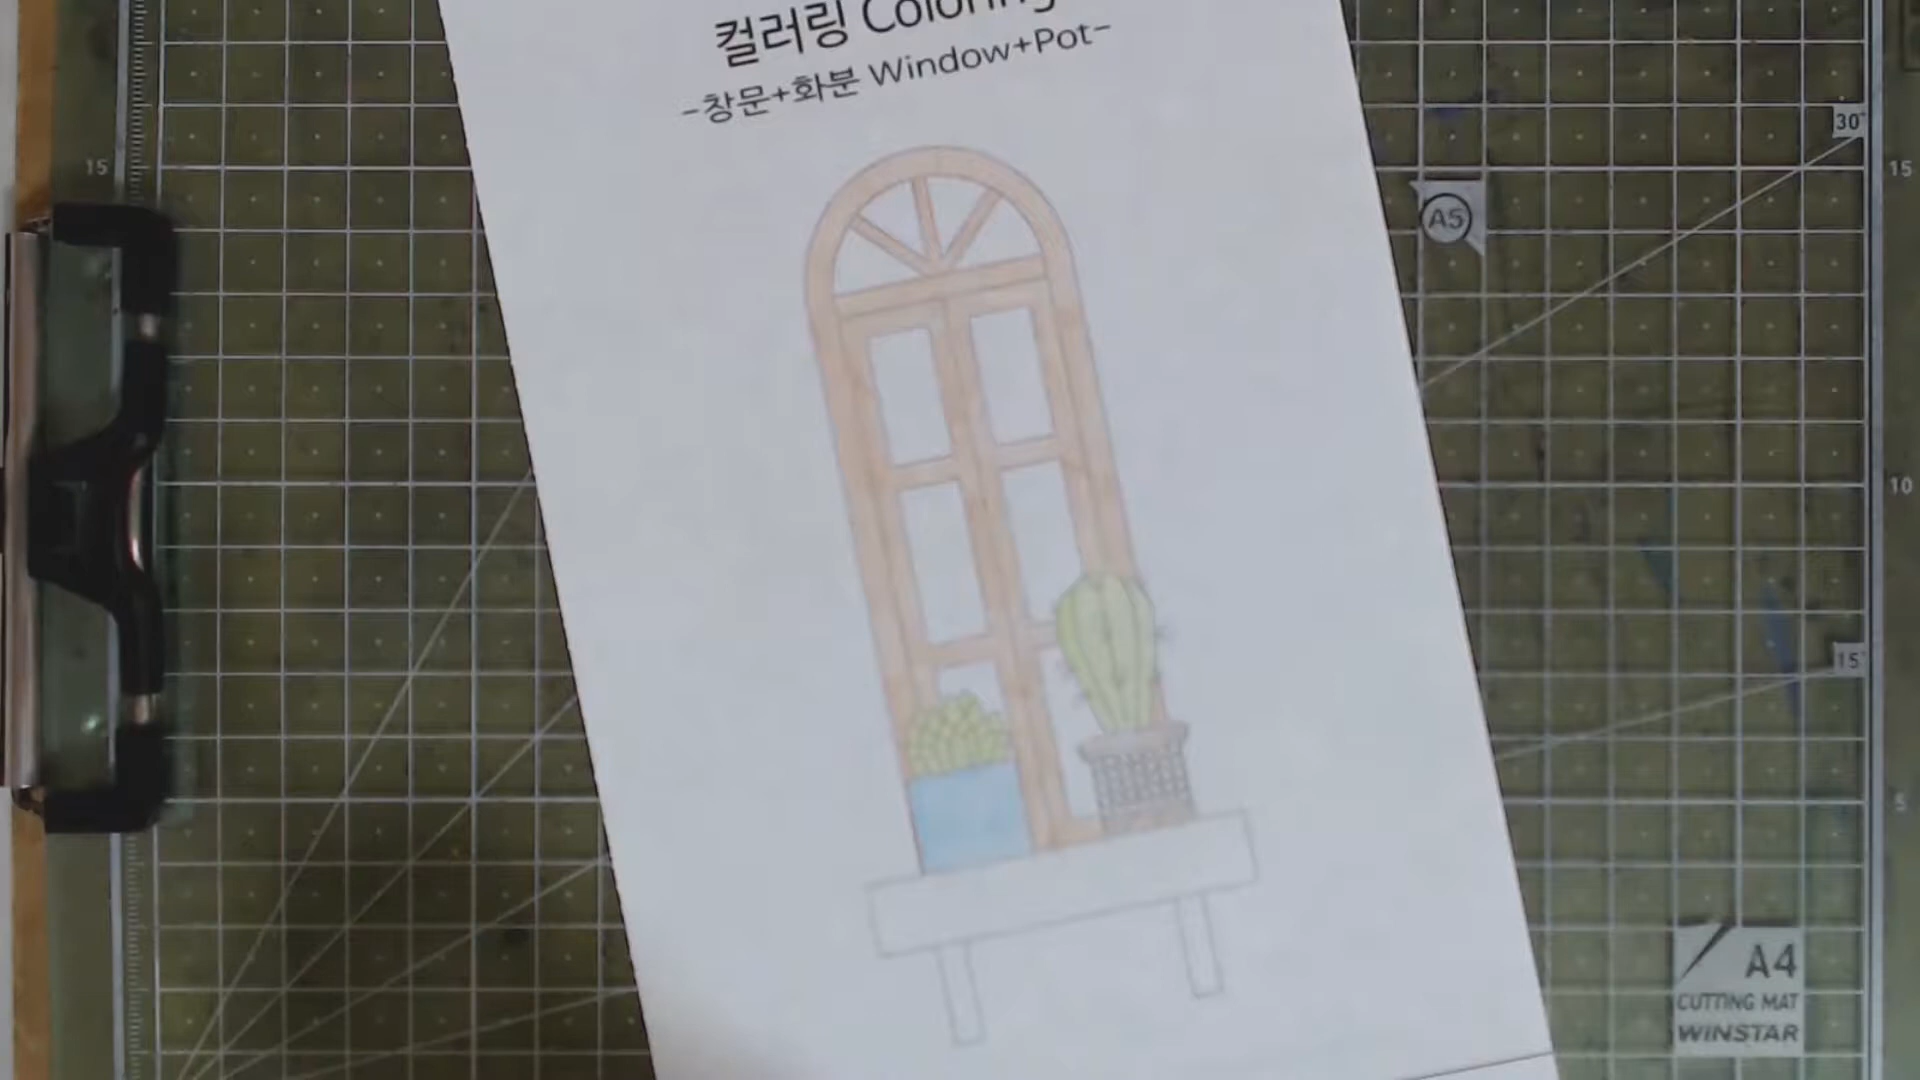 컬러링 Coloring
-창문+화분 Window+Pot-
30°
15
15
A5
10
15°
5
A4
CUTTING MAT
WINSTAR